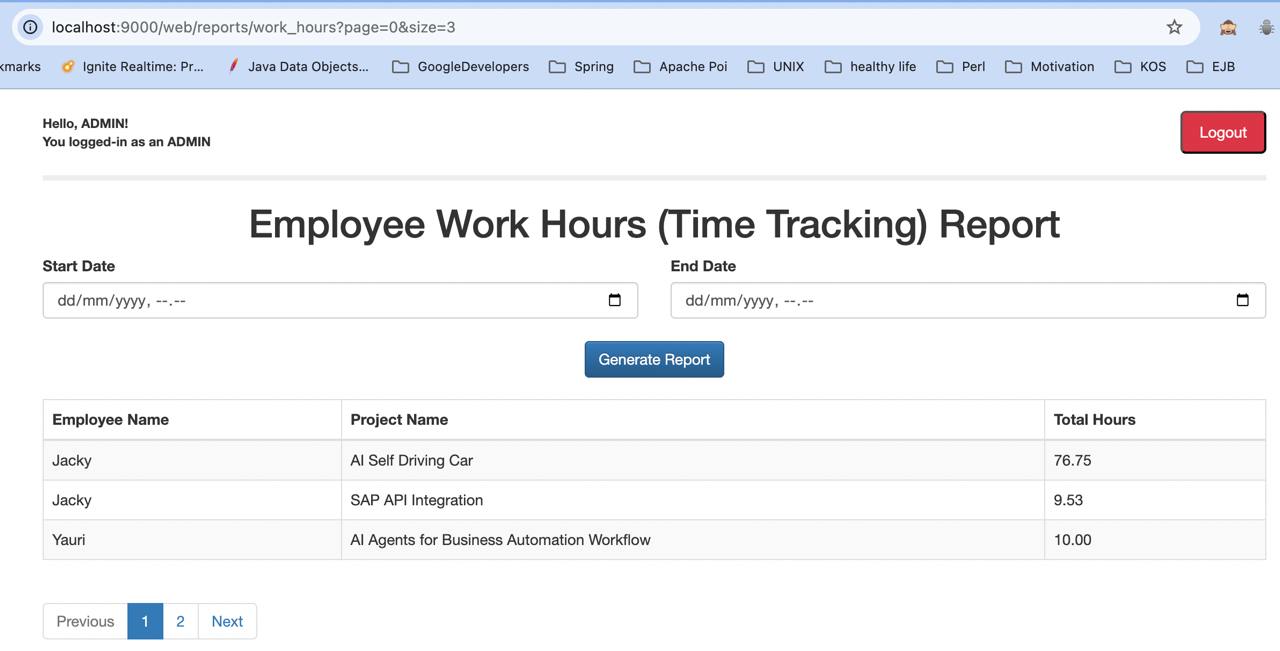 localhost:9000/web/reports/work_hours?page=0&size=3
kmarks Ignite Realtime: Pr... Java Data Objects... GoogleDevelopers Spring Apache Poi UNIX healthy life Perl Motivation KOS EJB
Hello, ADMIN!
You logged-in as an ADMIN
Logout
Employee Work Hours (Time Tracking) Report
Start Date End Date
dd/mm/yyyy, --.-- dd/mm/yyyy, --.--
Generate Report
Employee Name Project Name Total Hours
Jacky AI Self Driving Car 76.75
Jacky SAP API Integration 9.53
Yauri AI Agents for Business Automation Workflow 10.00
Previous 1 2 Next